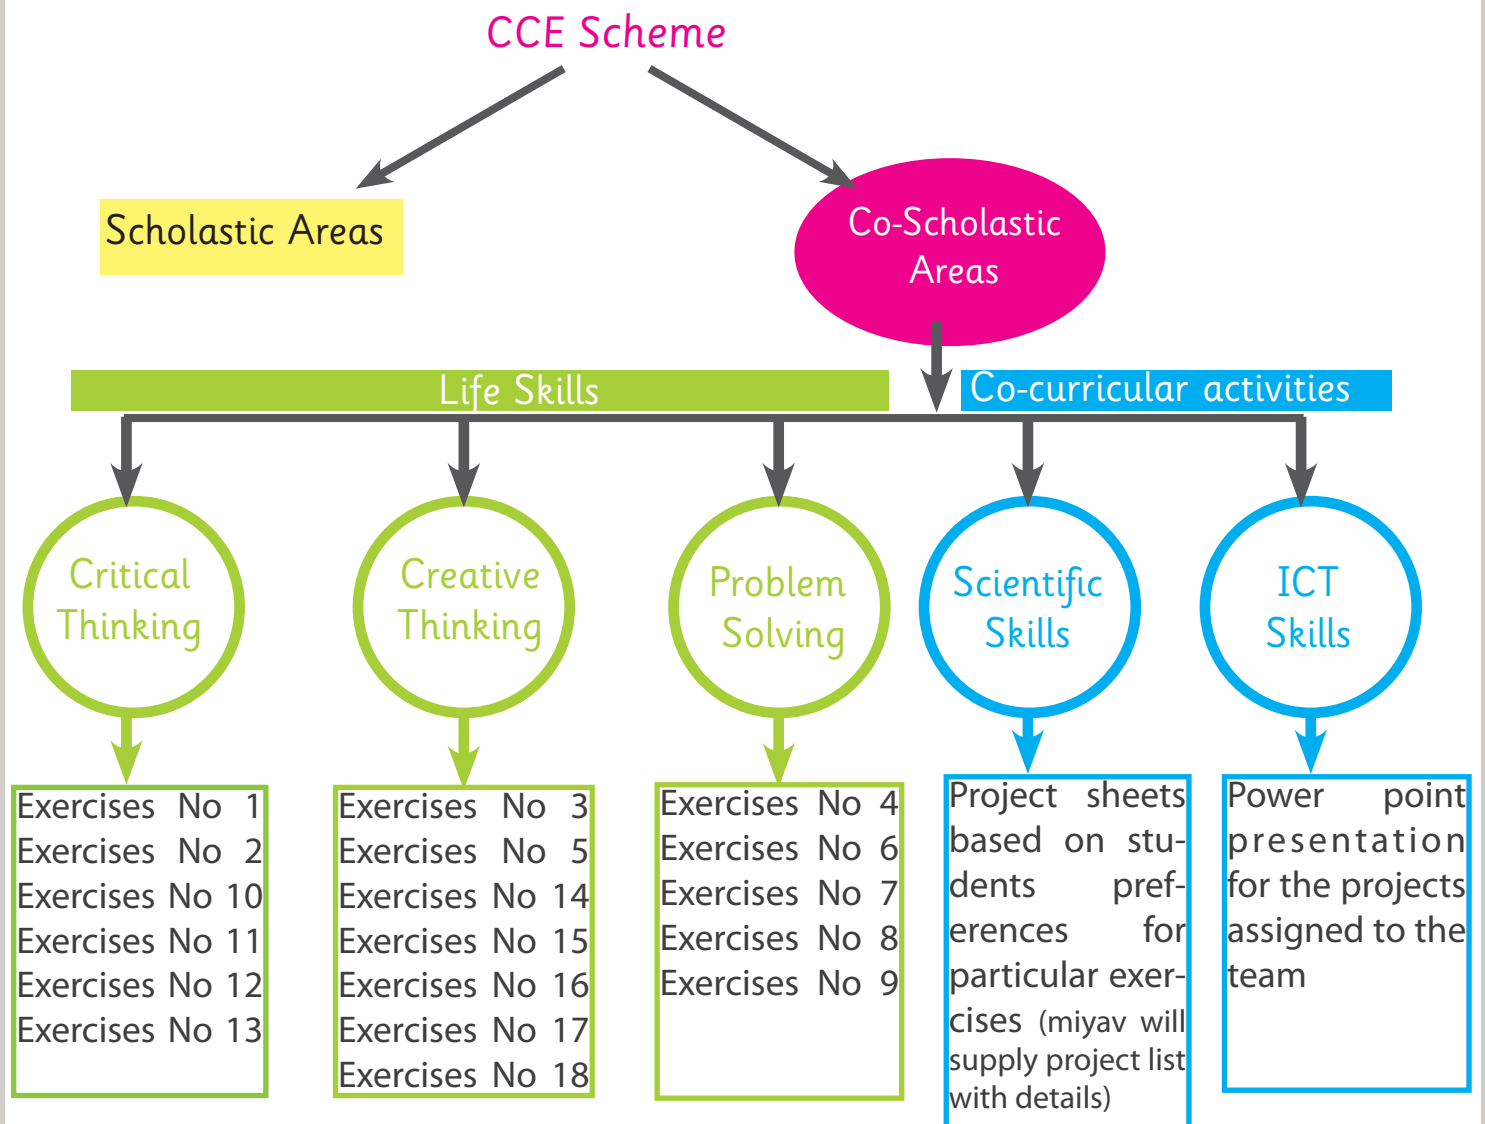 CCE Scheme
Scholastic Areas
Co-Scholastic
Areas
Life Skills
Co-curricular activities
Critical
Thinking
Creative
Thinking
Problem
Solving
Scientific
Skills
ICT
Skills
Exercises No 1
Exercises No 2
Exercises No 10
Exercises No 11
Exercises No 12
Exercises No 13
Exercises No 3
Exercises No 5
Exercises No 14
Exercises No 15
Exercises No 16
Exercises No 17
Exercises No 18
Exercises No 4
Exercises No 6
Exercises No 7
Exercises No 8
Exercises No 9
Project sheets
based on stu-
dents pref-
erences for
particular exer-
cises (miyav will
supply project list
with details)
Power point
presentation
for the projects
assigned to the
team